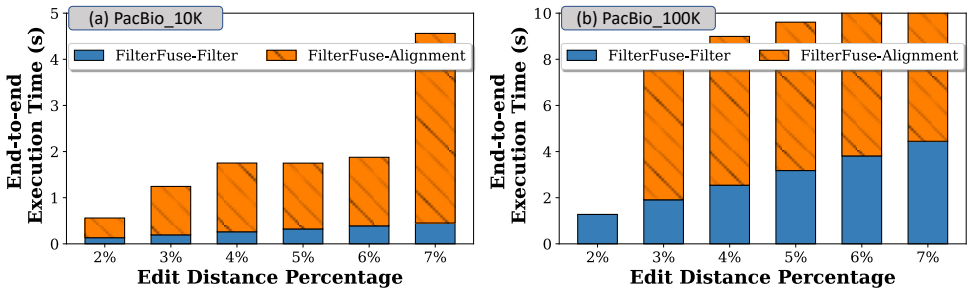 (a) PacBio_10K
End-to-end
Execution Time (s)
5
4
3
2
1
0
FilterFuse-Filter
FilterFuse-Alignment
2%
3%
4%
5%
6%
7%
Edit Distance Percentage
(b) PacBio_100K
End-to-end
Execution Time (s)
10
8
6
4
2
0
FilterFuse-Filter
FilterFuse-Alignment
2%
3%
4%
5%
6%
7%
Edit Distance Percentage